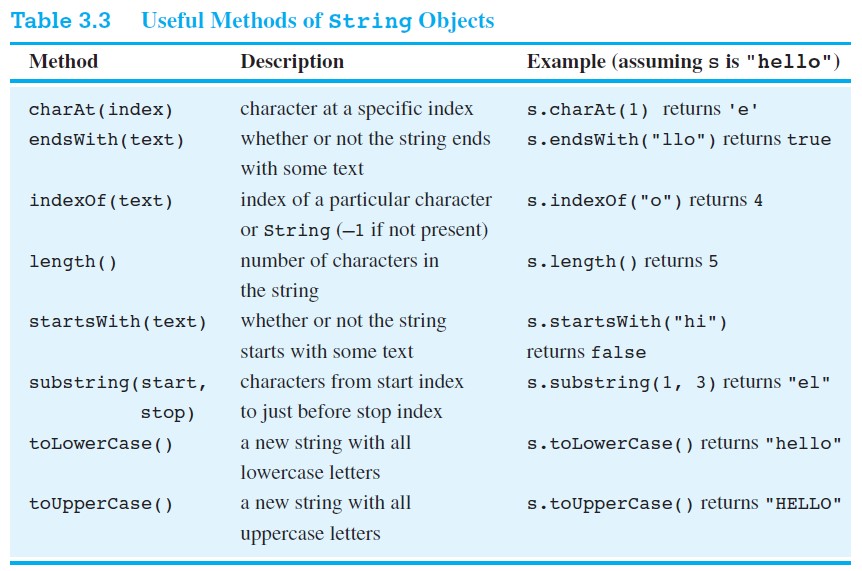 Table 3.3 Useful Methods of String Objects
Method Description Example (assuming s is "hello")
charAt(index) character at a specific index s.charAt(1) returns 'e'
endsWith(text) whether or not the string ends s.endsWith("llo") returns true
with some text
indexOf(text) index of a particular character s.indexOf("o") returns 4
or String (–1 if not present)
length() number of characters in s.length() returns 5
the string
startsWith(text) whether or not the string s.startsWith("hi")
starts with some text returns false
substring(start, characters from start index s.substring(1, 3) returns "el"
stop) to just before stop index
toLowerCase() a new string with all s.toLowerCase() returns "hello"
lowercase letters
toUpperCase() a new string with all s.toUpperCase() returns "HELLO"
uppercase letters